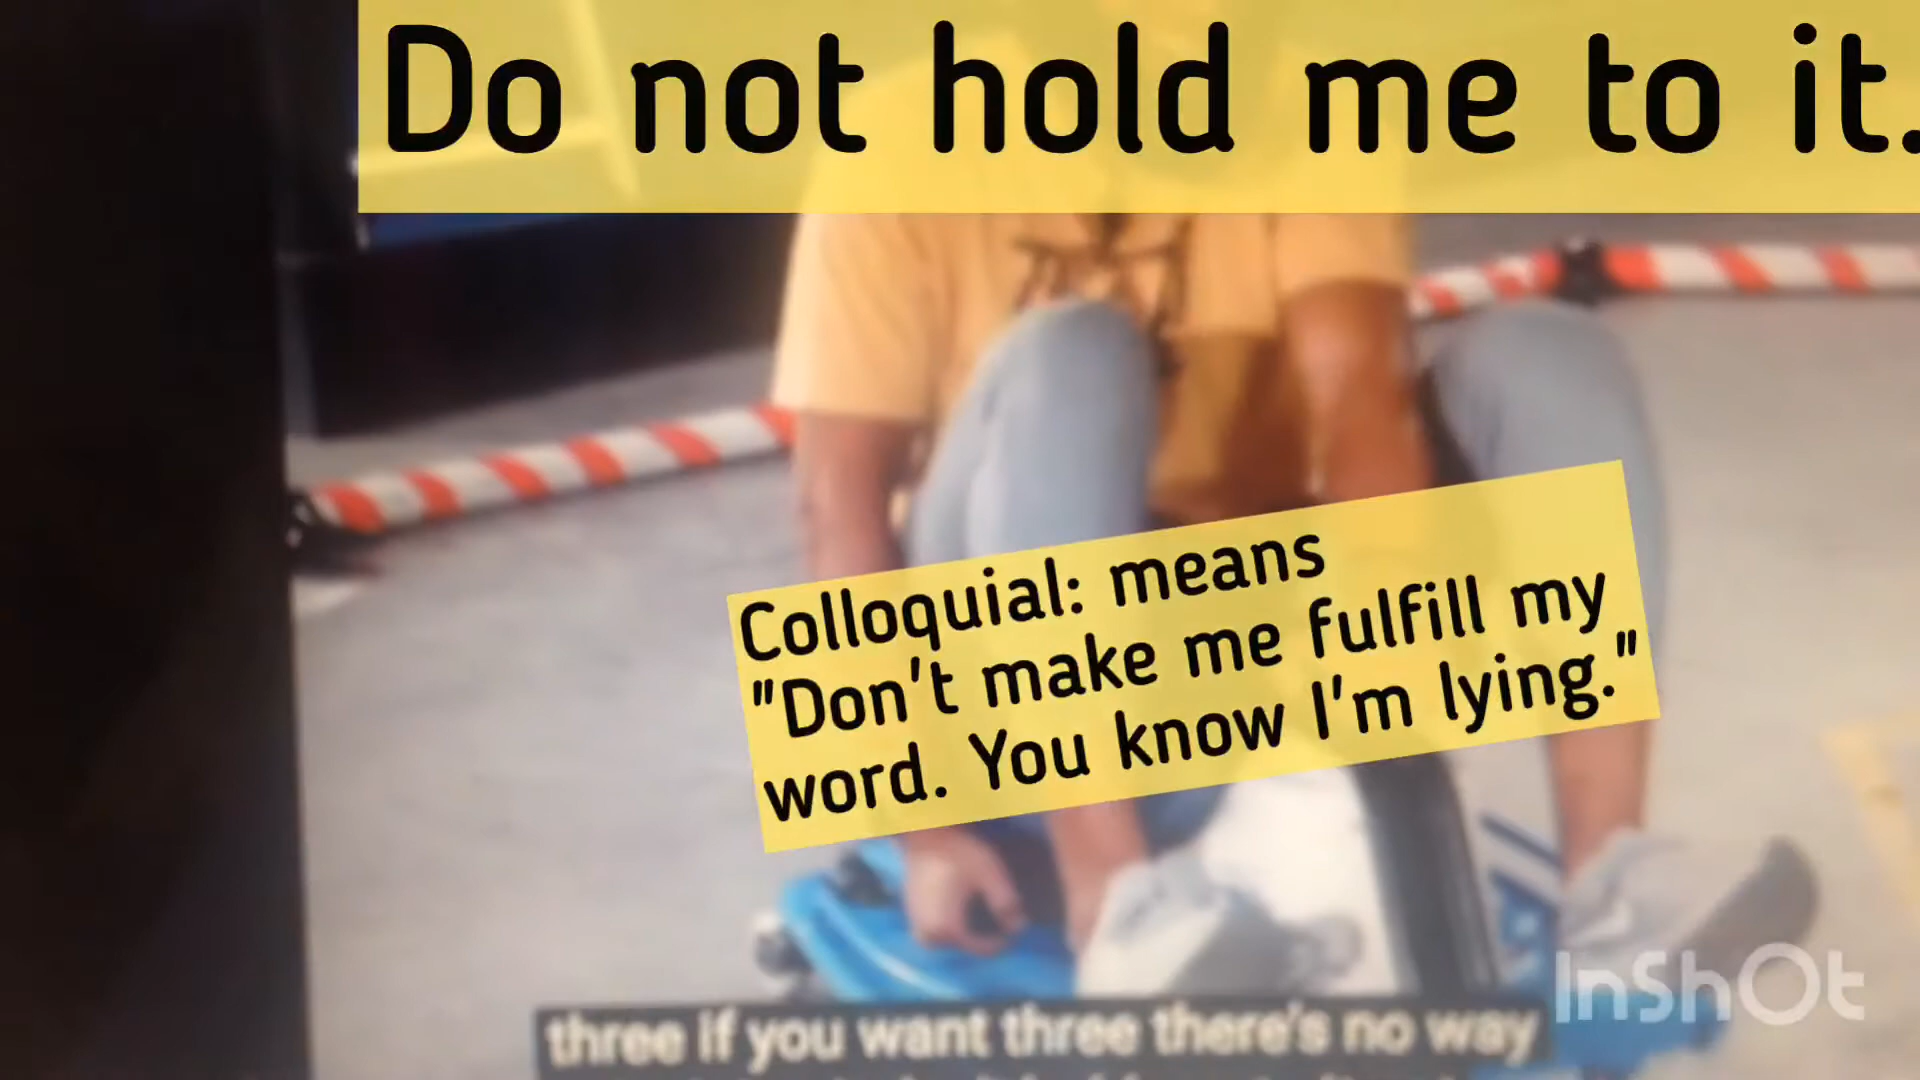 Do not hold me to it.
Colloquial: means
"Don't make me fulfill my
word. You know I'm lying."
three if you want three there's no way
InShOt